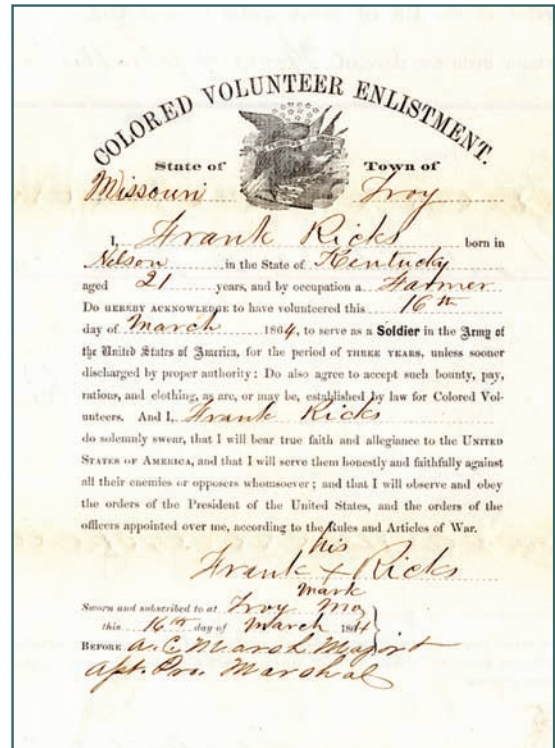 COLORED VOLUNTEER ENLISTMENT.
State of Town of
Missouri Troy
I, Frank Ricks born in
Nelson in the State of Kentucky
aged 21 years, and by occupation a Farmer
Do HEREBY ACKNOWLEDGE to have volunteered this 16th
day of March 1864, to serve as a Soldier in the Army of
the United States of America, for the period of THREE YEARS, unless sooner
discharged by proper authority: Do also agree to accept such bounty, pay,
rations, and clothing, as are, or may be, established by law for Colored Vol-
unteers. And I, Frank Ricks
do solemnly swear, that I will bear true faith and allegiance to the UNITED
STATES OF AMERICA, and that I will serve them honestly and faithfully against
all their enemies or opposers whomsoever; and that I will observe and obey
the orders of the President of the United States, and the orders of the
officers appointed over me, according to the Rules and Articles of War.
his
Frank X Ricks
mark
Sworn and subscribed to at Troy Mo
this 16th day of March 1864
BEFORE A. C. Marsh Major &
Apt. Pro. Marshal